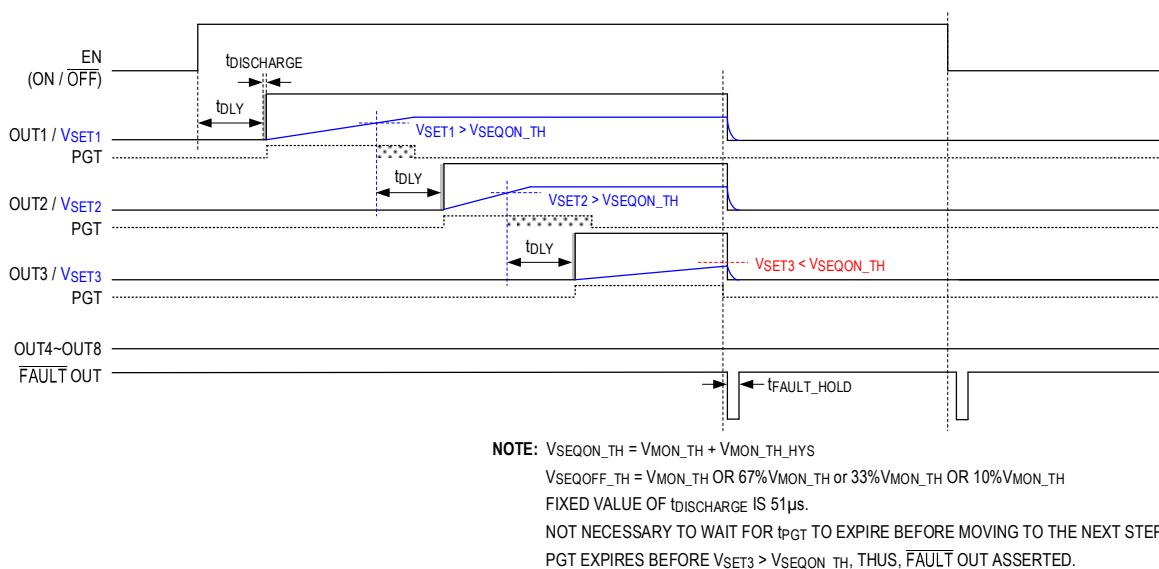 EN
(ON / OFF)
tDISCHARGE
tDLY
OUT1 / VSET1
VSET1 > VSEQON_TH
PGT
tDLY
OUT2 / VSET2
VSET2 > VSEQON_TH
PGT
tDLY
OUT3 / VSET3
VSET3 < VSEQON_TH
PGT
OUT4~OUT8
FAULT OUT
tFAULT_HOLD
NOTE: VSEQON_TH = VMON_TH + VMON_TH_HYS
VSEQOFF_TH = VMON_TH OR 67%VMON_TH or 33%VMON_TH OR 10%VMON_TH
FIXED VALUE OF tDISCHARGE IS 51µs.
NOT NECESSARY TO WAIT FOR tPGT TO EXPIRE BEFORE MOVING TO THE NEXT STEP
PGT EXPIRES BEFORE VSET3 > VSEQON_TH, THUS, FAULT OUT ASSERTED.